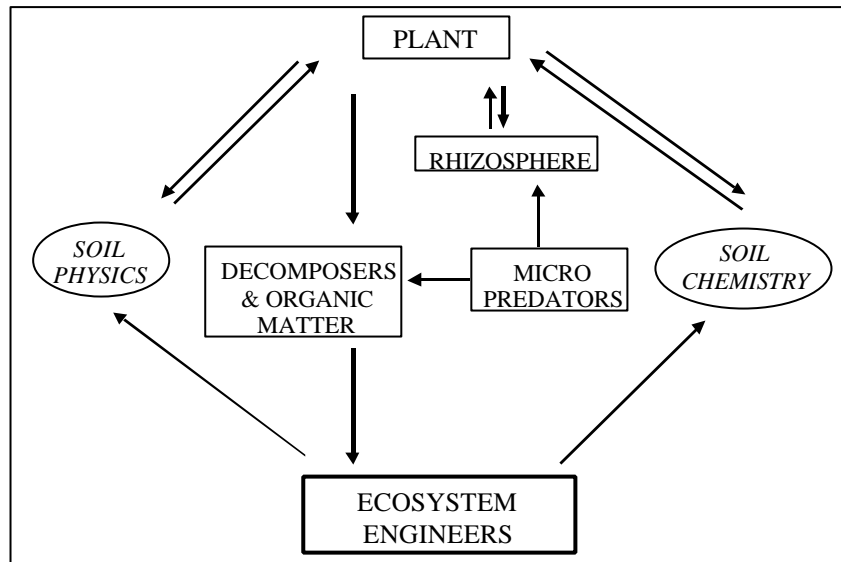 PLANT
RHIZOSPHERE
SOIL
PHYSICS
DECOMPOSERS
& ORGANIC
MATTER
MICRO
PREDATORS
SOIL
CHEMISTRY
ECOSYSTEM
ENGINEERS